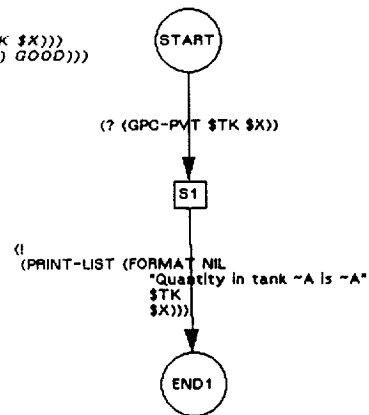 K $X)))
) GOOD)))
START
(? (GPC-PVT $TK $X))
S1
(!
(PRINT-LIST (FORMAT NIL
"Quantity in tank ~A is ~A"
$TK
$X)))
END1